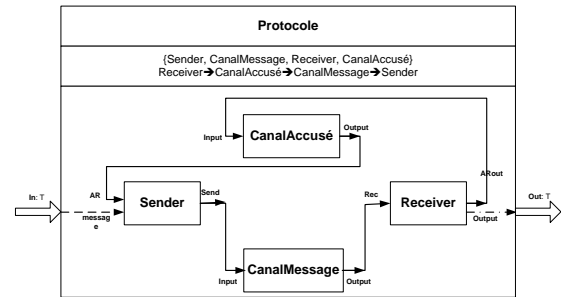 Protocole
{Sender, CanalMessage, Receiver, CanalAccusé}
Receiver➔CanalAccusé➔CanalMessage➔Sender
Input
CanalAccusé
Output
ARout
In: T
AR
messag
e
Sender
Send
Rec
Receiver
Output
Out: T
Input
CanalMessage
Output